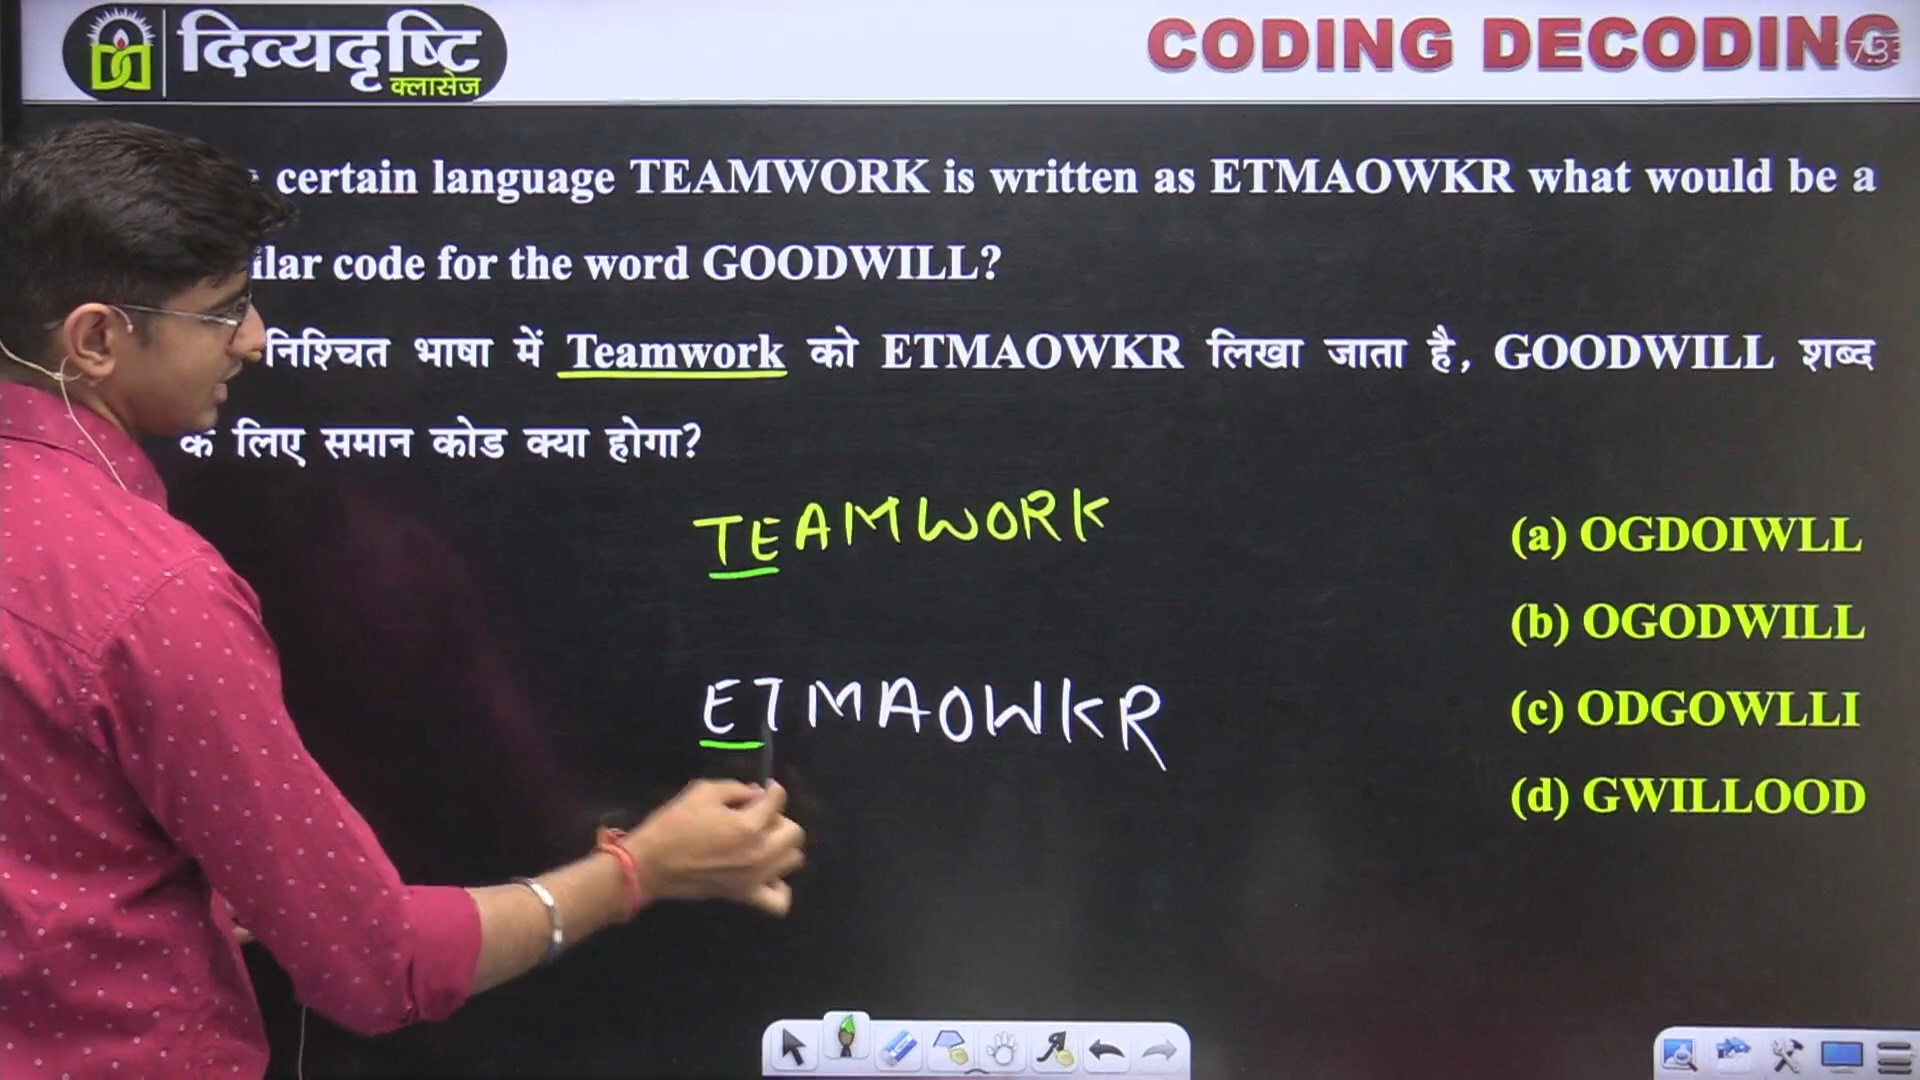 दिव्यदृष्टि
क्लासेज
CODING DECODING
certain language TEAMWORK is written as ETMAOWKR what would be a
code for the word GOODWILL?
निश्चित भाषा में Teamwork को ETMAOWKR लिखा जाता है, GOODWILL शब्द
के लिए समान कोड क्या होगा?
TEAMWORK
ETMAOWKR
(a) OGDOIWLL
(b) OGODWILL
(c) ODGOWLLI
(d) GWILLOOD